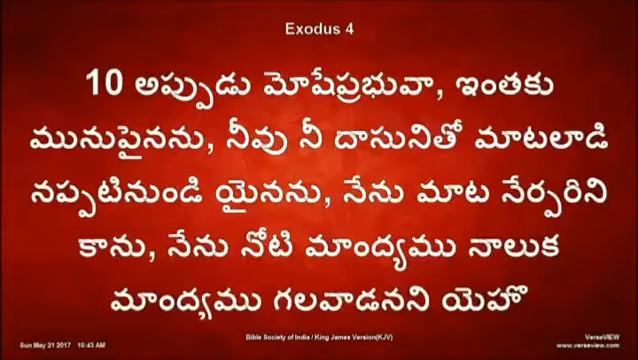 Exodus 4
10 అప్పుడు మోషేప్రభువా, ఇంతకు
మునుపైనను, నీవు నీ దాసునితో మాటలాడి
నప్పటినుండి యైనను, నేను మాట నేర్పరిని
కాను, నేను నోటి మాంద్యము నాలుక
మాంద్యము గలవాడనని యెహో
Bible Society of India / King James Version(KJV)
Sun May 21 2017 10:43 AM
VerseVIEW
www.verseview.com